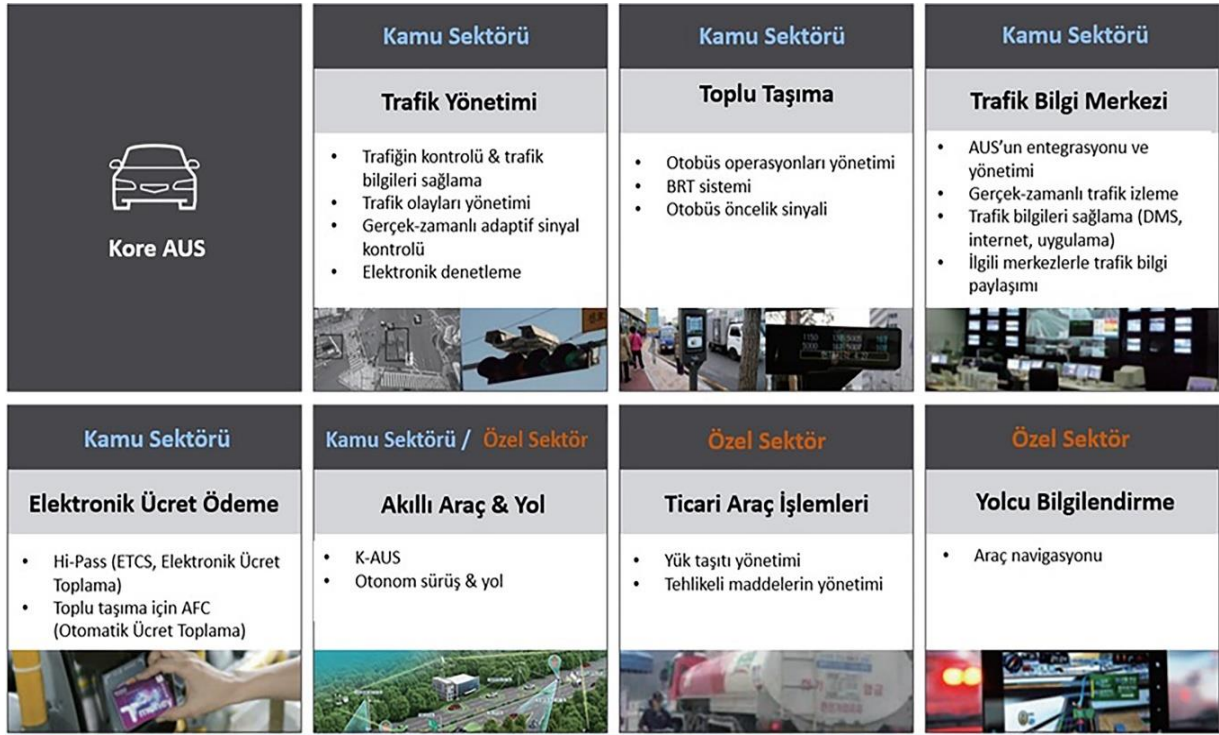 Kore AUS
Kamu Sektörü
Trafik Yönetimi
• Trafiğin kontrolü & trafik
bilgileri sağlama
• Trafik olayları yönetimi
• Gerçek-zamanlı adaptif sinyal
kontrolü
• Elektronik denetleme
Kamu Sektörü
Toplu Taşıma
• Otobüs operasyonları yönetimi
• BRT sistemi
• Otobüs öncelik sinyali
Kamu Sektörü
Trafik Bilgi Merkezi
• AUS'un entegrasyonu ve
yönetimi
• Gerçek-zamanlı trafik izleme
• Trafik bilgileri sağlama (DMS,
internet, uygulama)
• İlgili merkezlerle trafik bilgi
paylaşımı
Kamu Sektörü
Elektronik Ücret Ödeme
• Hi-Pass (ETCS, Elektronik Ücret
Toplama)
• Toplu taşıma için AFC
(Otomatik Ücret Toplama)
money
Kamu Sektörü / Özel Sektör
Akıllı Araç & Yol
• K-AUS
• Otonom sürüş & yol
Özel Sektör
Ticari Araç İşlemleri
• Yük taşıtı yönetimi
• Tehlikeli maddelerin yönetimi
Özel Sektör
Yolcu Bilgilendirme
• Araç navigasyonu